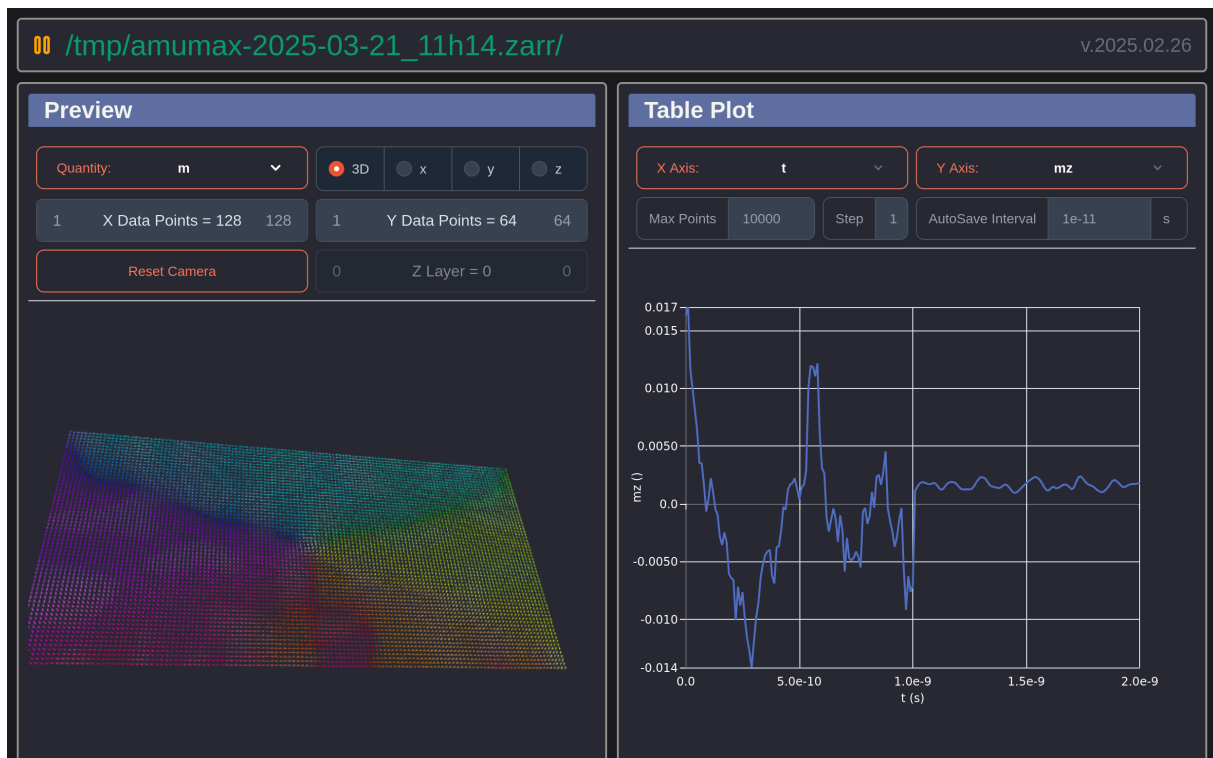 /tmp/amumax-2025-03-21_11h14.zarr/ v.2025.02.26
Preview
Quantity: m
3D x y z
1 X Data Points = 128 128
1 Y Data Points = 64 64
Reset Camera
0 Z Layer = 0 0
Table Plot
X Axis: t
Y Axis: mz
Max Points 10000
Step 1
AutoSave Interval 1e-11 s
0.017
0.015
0.010
0.0050
0.0
-0.0050
-0.010
-0.014
mz ()
0.0 5.0e-10 1.0e-9 1.5e-9 2.0e-9
t (s)